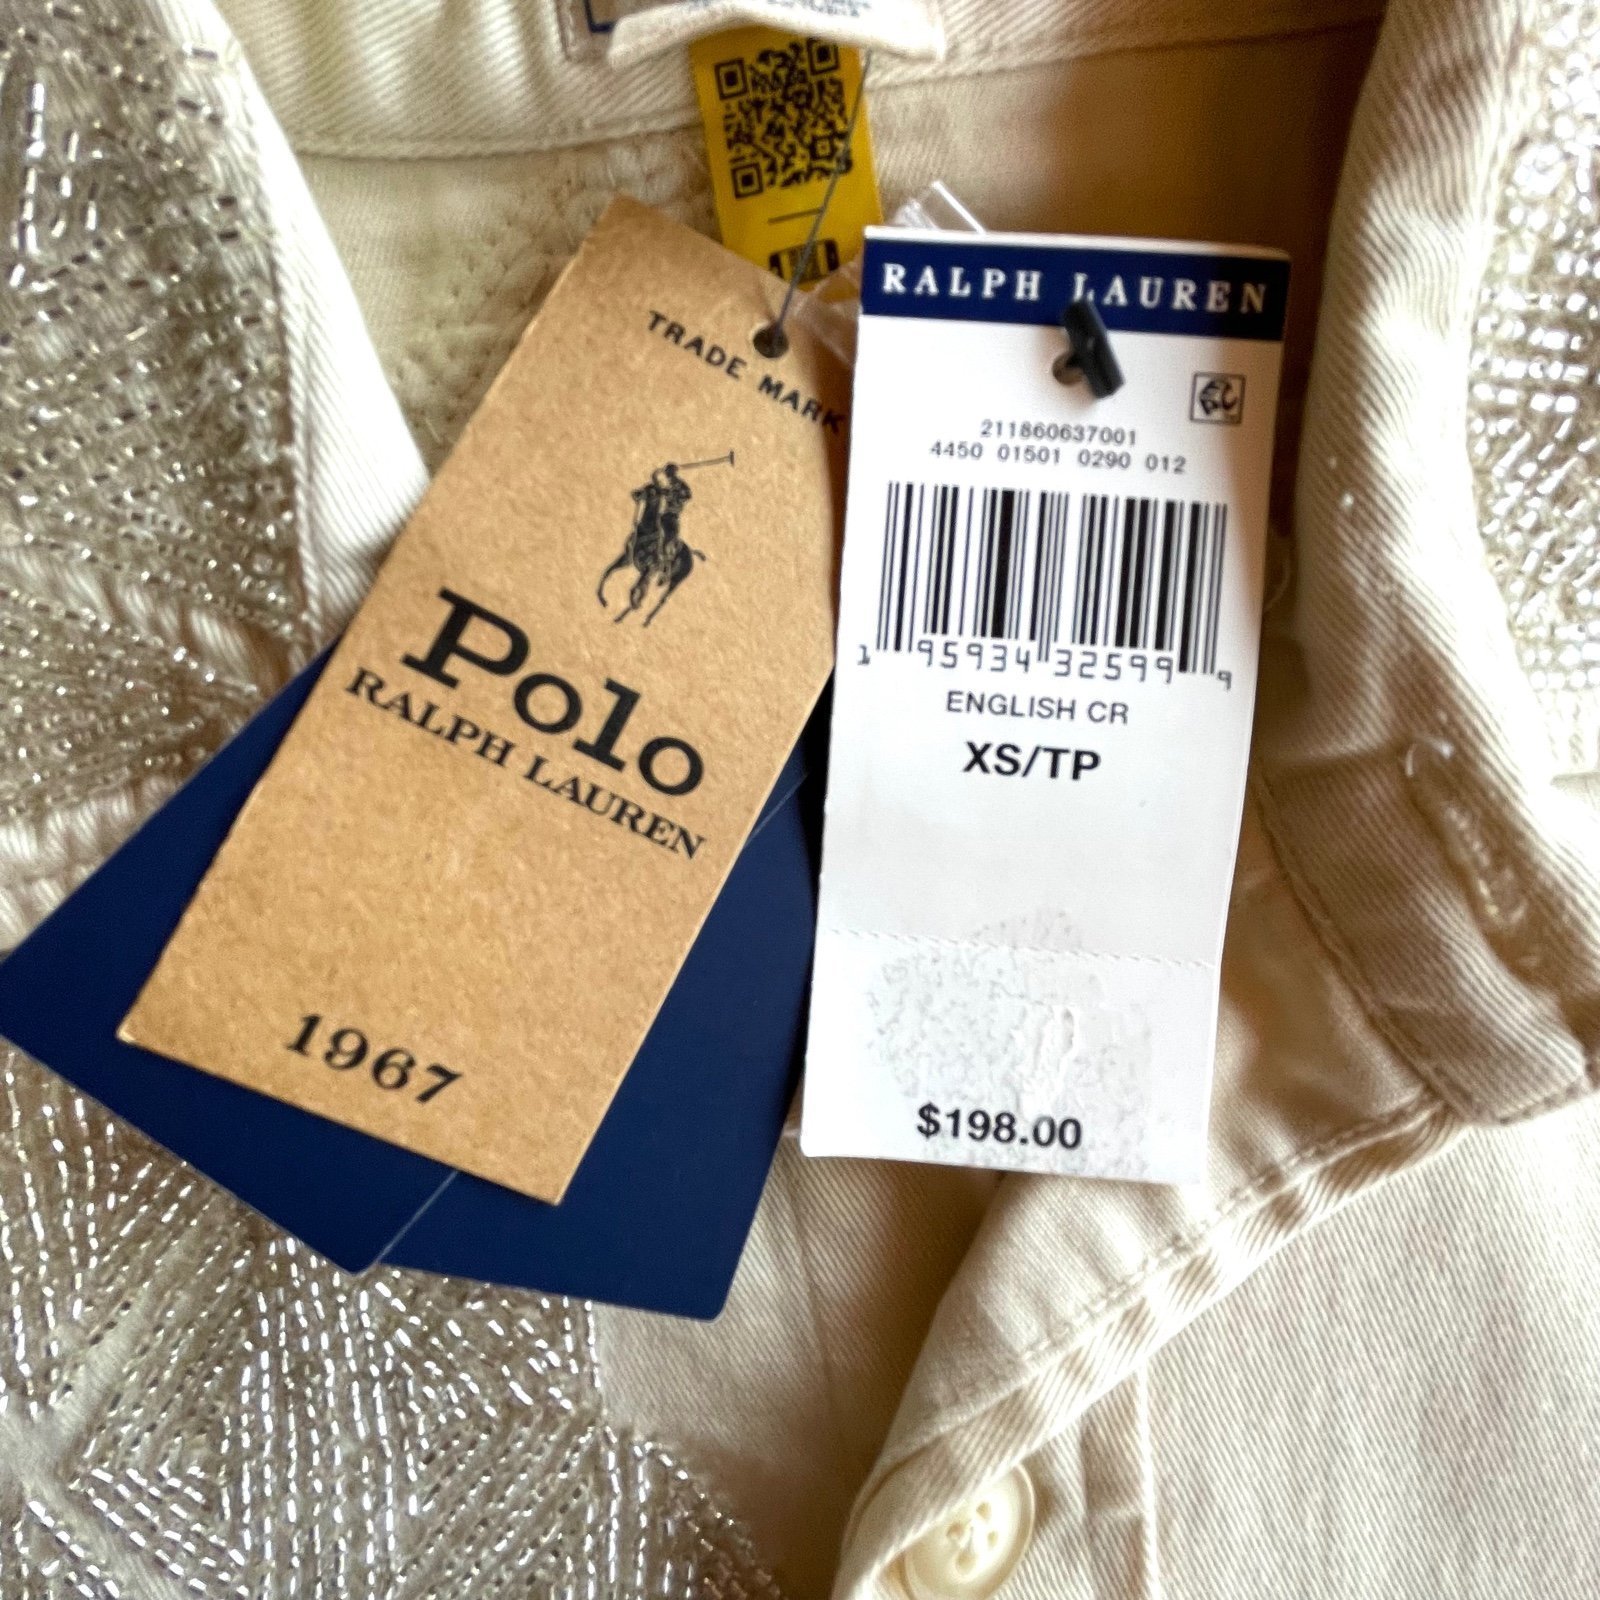 TRADE MARK
Polo
RALPH LAUREN
1967
RALPH LAUREN
211860637001
4450 01501 0290 012
1 95934 32599 9
ENGLISH CR
XS/TP
$198.00